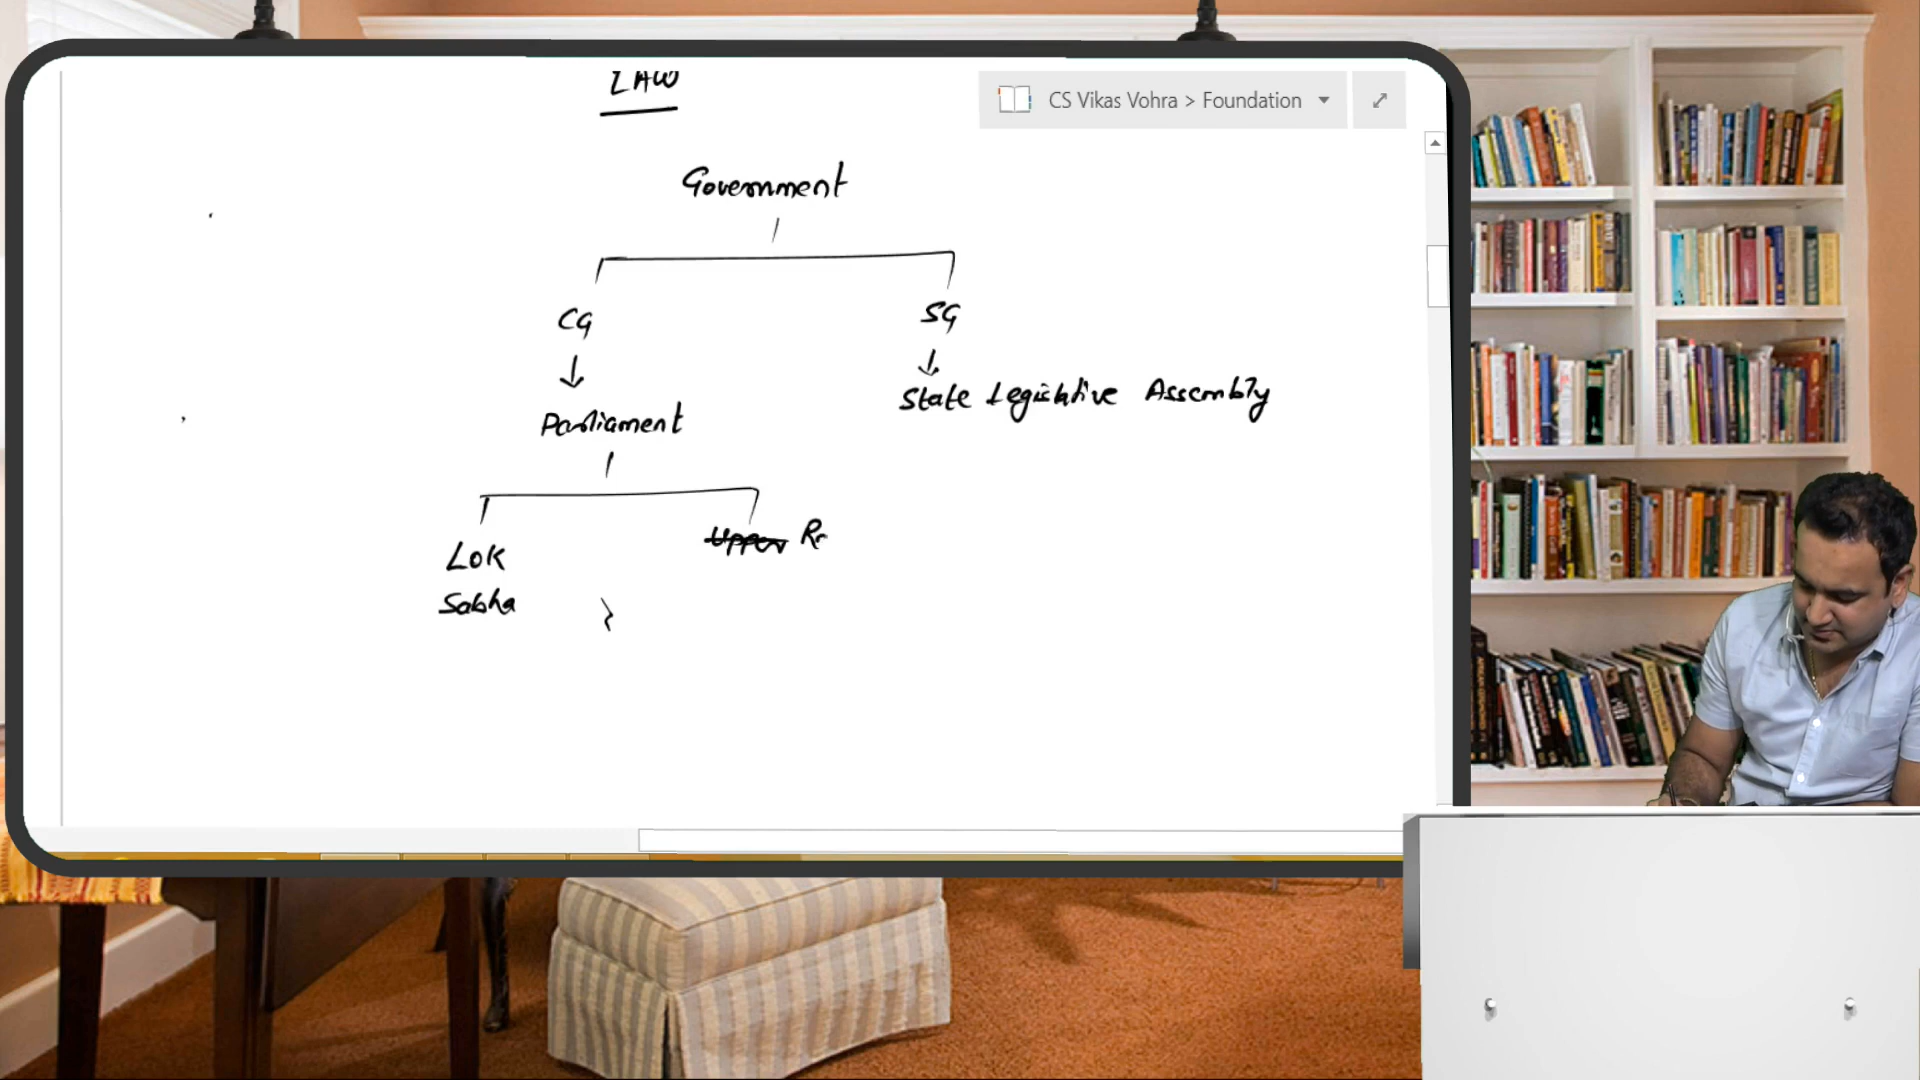 LAW
CS Vikas Vohra > Foundation
Government
CG
SG
Parliament
State Legislative Assembly
Lok
Sabha
Upper